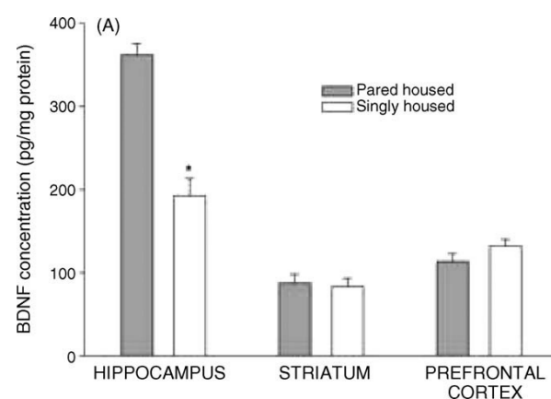 (A)
400
300
200
100
0
BDNF concentration (pg/mg protein)
Pared housed
Singly housed
*
HIPPOCAMPUS
STRIATUM
PREFRONTAL
CORTEX